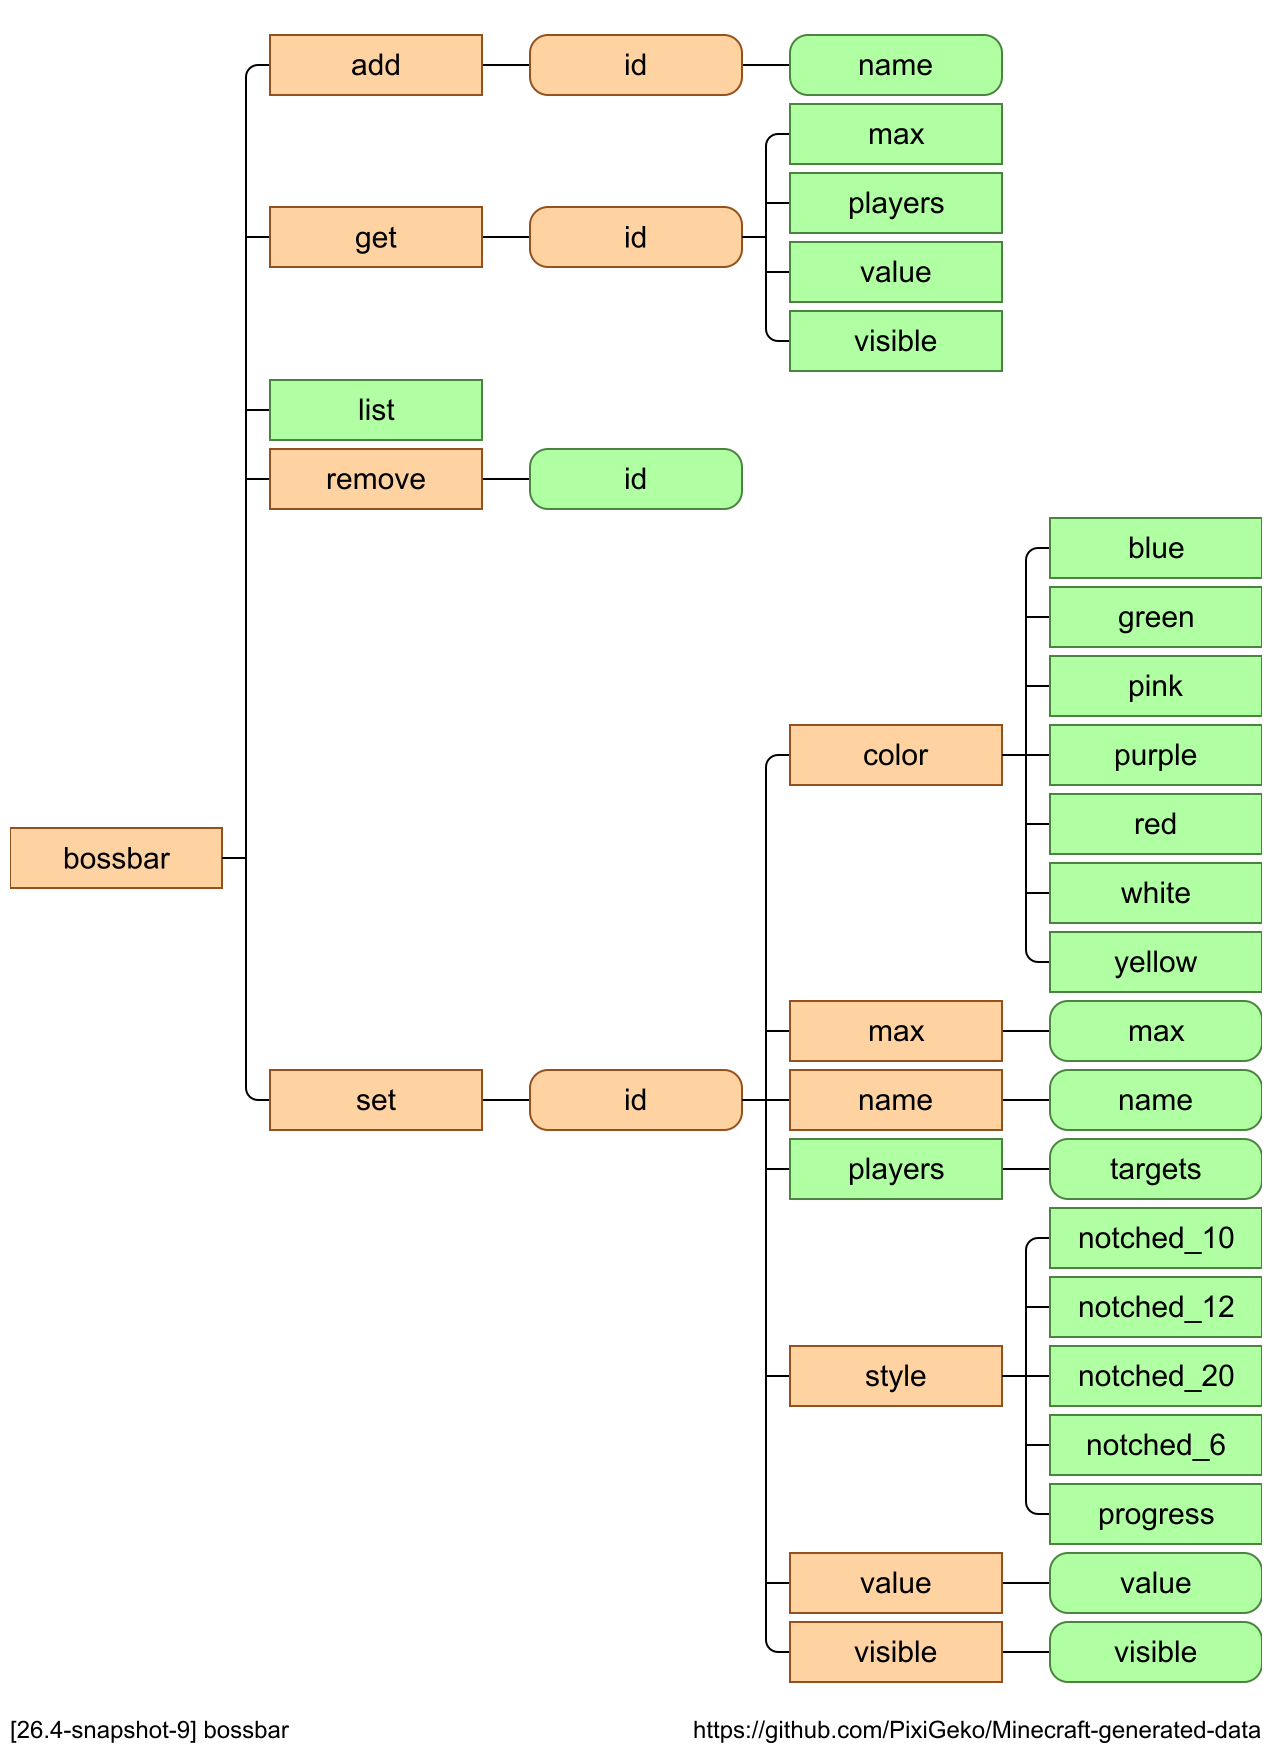 add id name
max
players
get id
value
visible
list
remove id
blue
green
pink
color purple
red
bossbar
white
yellow
max max
set id name name
players targets
notched_10
notched_12
style notched_20
notched_6
progress
value value
visible visible
[26.4-snapshot-9] bossbar https://github.com/PixiGeko/Minecraft-generated-data